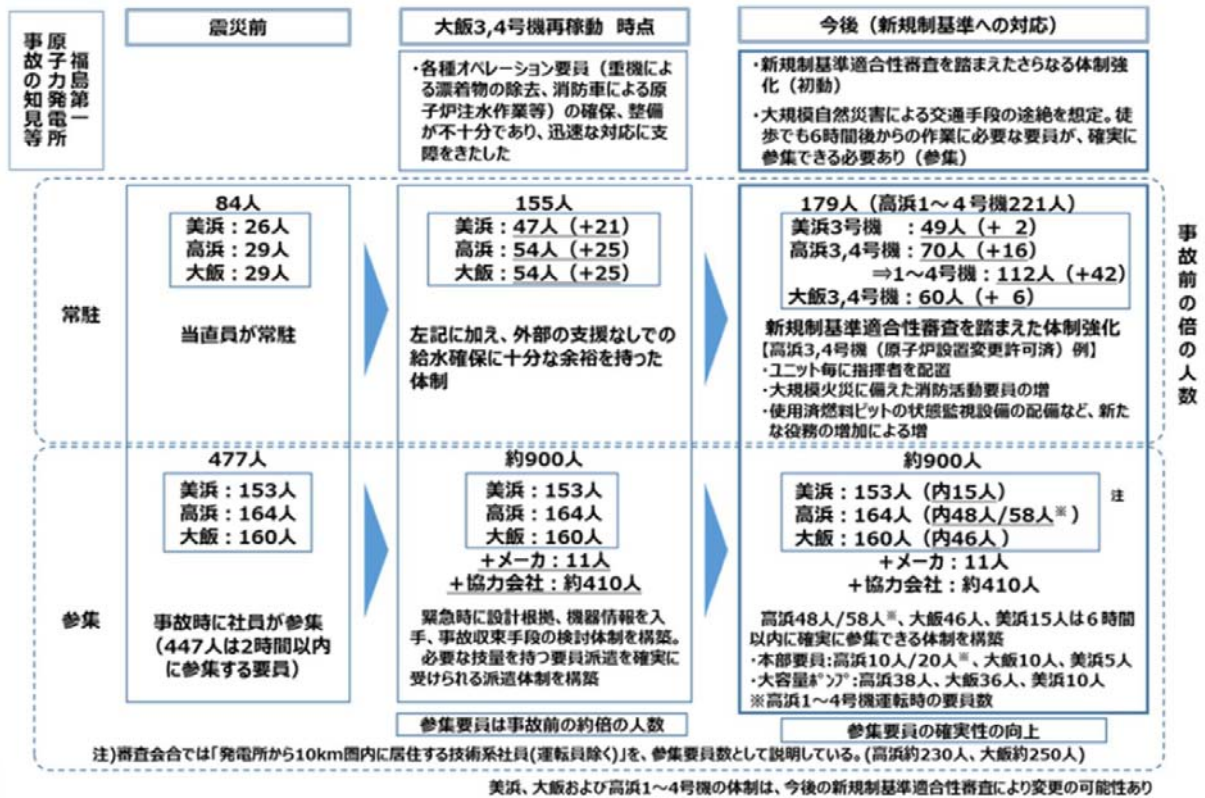 福島第一
原子力発電所
事故の知見等
震災前
大飯3,4号機再稼動 時点
今後（新規制基準への対応）
・各種オペレーション要員（重機によ
る漂着物の除去、消防車による原
子炉注水作業等）の確保、整備
が不十分であり、迅速な対応に支
障をきたした
・新規制基準適合性審査を踏まえたさらなる体制強
化（初動）
・大規模自然災害による交通手段の途絶を想定。徒
歩でも6時間後からの作業に必要な要員が、確実に
参集できる必要あり（参集）
常駐
84人
美浜：26人
高浜：29人
大飯：29人
当直員が常駐
155人
美浜：47人（+21）
高浜：54人（+25）
大飯：54人（+25）
左記に加え、外部の支援なしでの
給水確保に十分な余裕を持った
体制
179人（高浜1～4号機221人）
美浜3号機　：49人（+ 2）
高浜3,4号機：70人（+16）
⇒1～4号機：112人（+42）
大飯3,4号機：60人（+ 6）
新規制基準適合性審査を踏まえた体制強化
【高浜3,4号機（原子炉設置変更許可済）例】
・ユニット毎に指揮者を配置
・大規模火災に備えた消防活動要員の増
・使用済燃料ピットの状態監視設備の配備など、新た
な役務の増加による増
事故前の倍の人数
参集
477人
美浜：153人
高浜：164人
大飯：160人
事故時に社員が参集
（447人は2時間以内
に参集する要員）
約900人
美浜：153人
高浜：164人
大飯：160人
+メーカ：11人
+協力会社：約410人
緊急時に設計根拠、機器情報を入
手、事故収束手段の検討体制を構築。
必要な技量を持つ要員派遣を確実に
受けられる派遣体制を構築
参集要員は事故前の約倍の人数
約900人
美浜：153人（内15人）
高浜：164人（内48人/58人※）
大飯：160人（内46人）
注
+メーカ：11人
+協力会社：約410人
高浜48人/58人※、大飯46人、美浜15人は６時間
以内に確実に参集できる体制を構築
・本部要員:高浜10人/20人※、大飯10人、美浜5人
・大容量ﾎﾟﾝﾌﾟ:高浜38人、大飯36人、美浜10人
※高浜1～4号機運転時の要員数
参集要員の確実性の向上
注)審査会合では「発電所から10km圏内に居住する技術系社員(運転員除く)」を、参集要員数として説明している。(高浜約230人、大飯約250人)
美浜、大飯および高浜1～4号機の体制は、今後の新規制基準適合性審査により変更の可能性あり